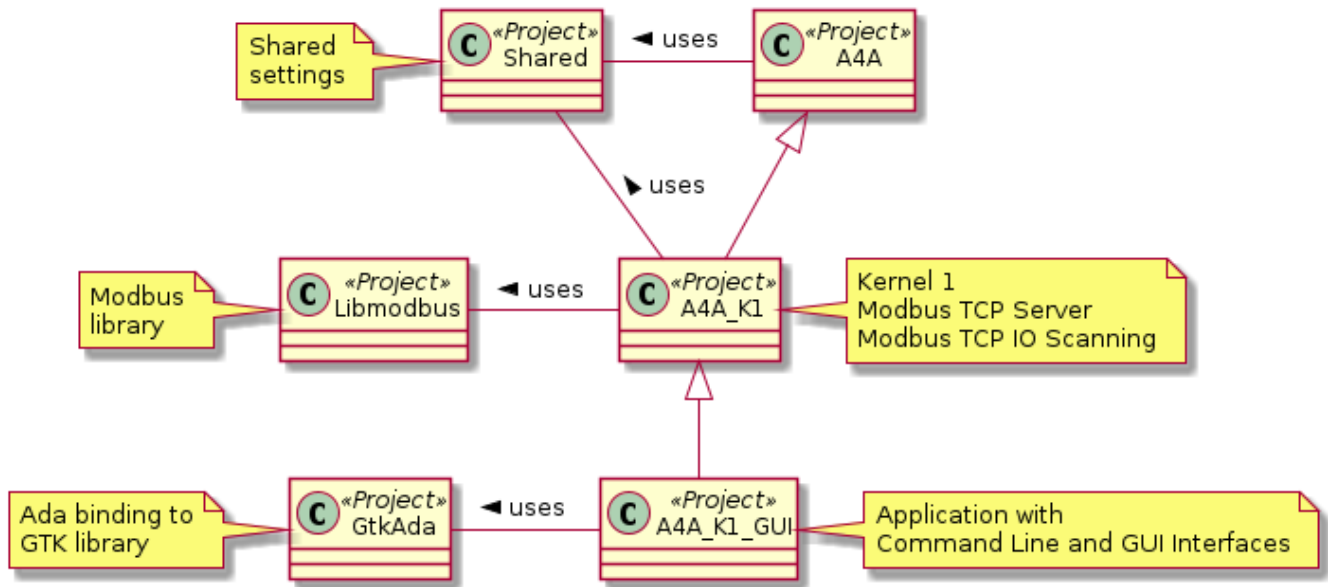 Shared
settings
C
«Project»
Shared
◄ uses
C
«Project»
A4A
◄ uses
Modbus
library
C
«Project»
Libmodbus
◄ uses
C
«Project»
A4A_K1
Kernel 1
Modbus TCP Server
Modbus TCP IO Scanning
Ada binding to
GTK library
C
«Project»
GtkAda
◄ uses
C
«Project»
A4A_K1_GUI
Application with
Command Line and GUI Interfaces